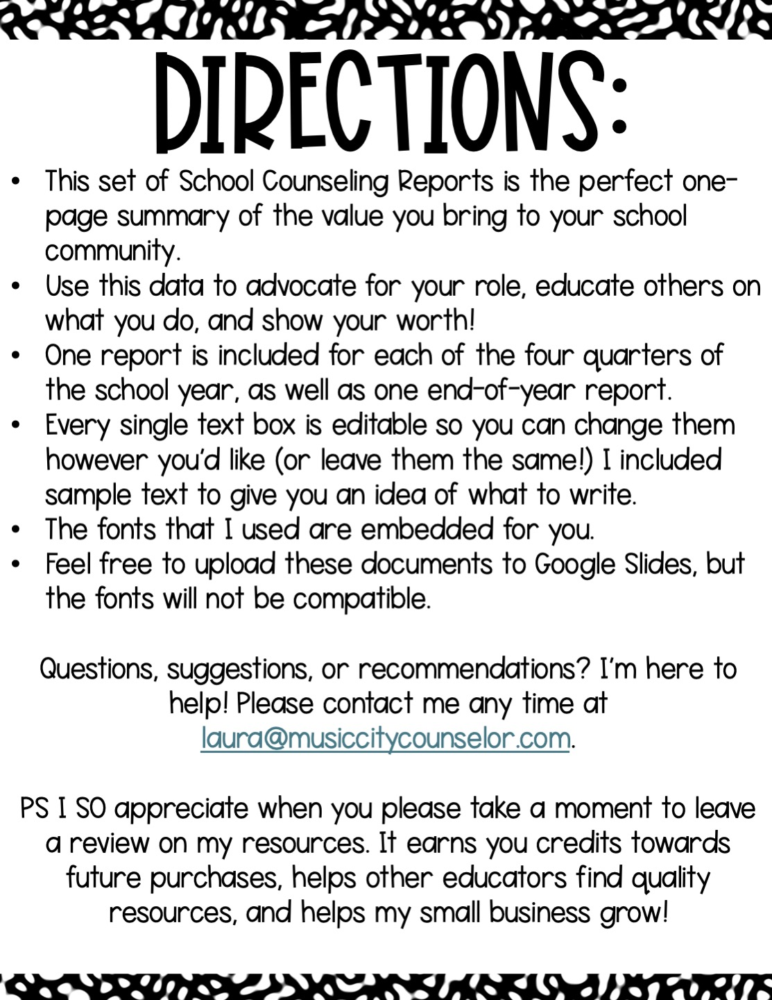 DIRECTIONS:
• This set of School Counseling Reports is the perfect one-
page summary of the value you bring to your school
community.
• Use this data to advocate for your role, educate others on
what you do, and show your worth!
• One report is included for each of the four quarters of
the school year, as well as one end-of-year report.
• Every single text box is editable so you can change them
however you'd like (or leave them the same!) I included
sample text to give you an idea of what to write.
• The fonts that I used are embedded for you.
• Feel free to upload these documents to Google Slides, but
the fonts will not be compatible.
Questions, suggestions, or recommendations? I'm here to
help! Please contact me any time at
laura@musiccitycounselor.com.
PS I SO appreciate when you please take a moment to leave
a review on my resources. It earns you credits towards
future purchases, helps other educators find quality
resources, and helps my small business grow!